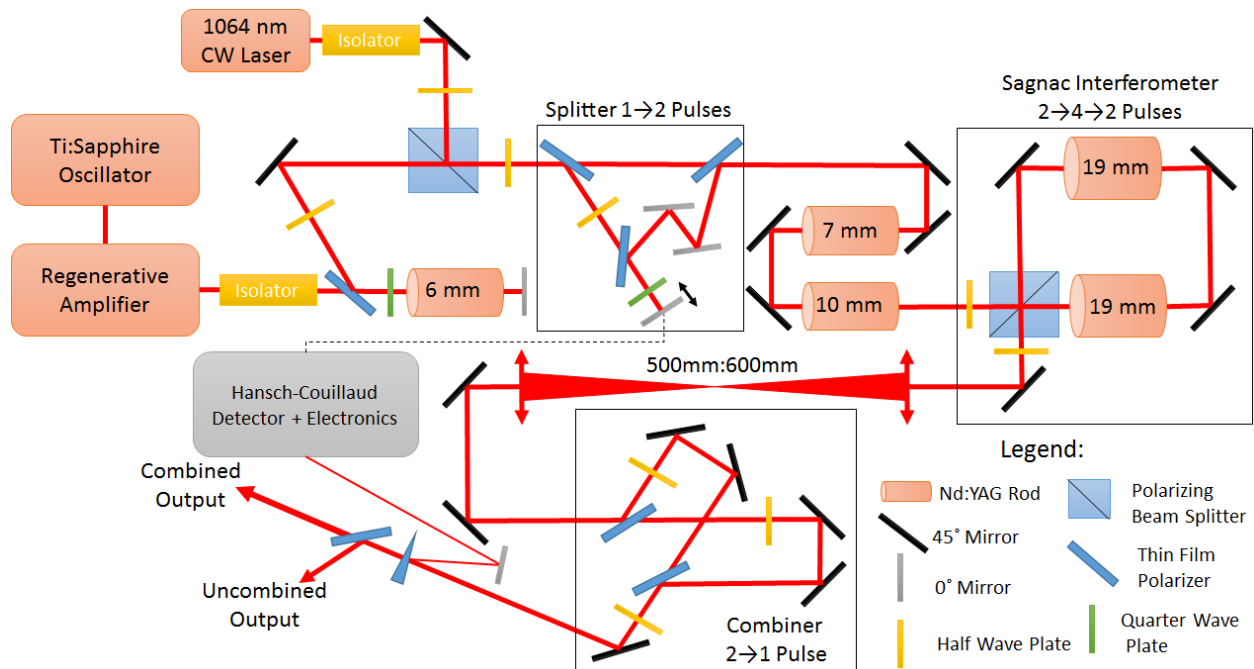 1064 nm
CW Laser
Isolator
Ti:Sapphire
Oscillator
Regenerative
Amplifier
Isolator
6 mm
Splitter 1→2 Pulses
7 mm
10 mm
Sagnac Interferometer
2→4→2 Pulses
19 mm
19 mm
500mm:600mm
Hansch-Couillaud
Detector + Electronics
Combined
Output
Uncombined
Output
Combiner
2→1 Pulse
Legend:
Nd:YAG Rod
45° Mirror
0° Mirror
Half Wave Plate
Polarizing
Beam Splitter
Thin Film
Polarizer
Quarter Wave
Plate